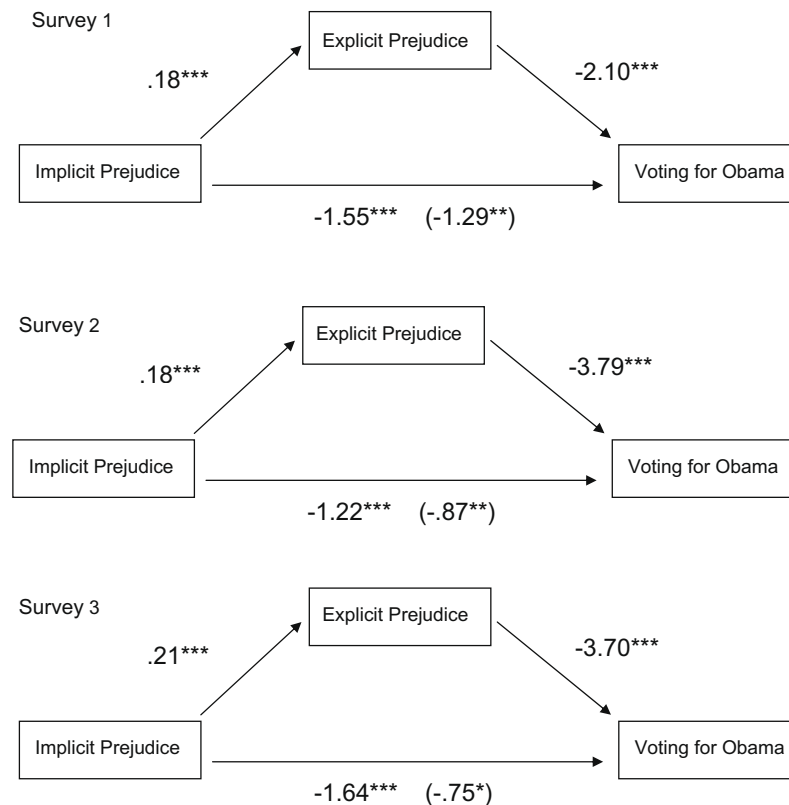 Survey 1
Explicit Prejudice
.18***
-2.10***
Implicit Prejudice
Voting for Obama
-1.55*** (-1.29**)
Survey 2
Explicit Prejudice
.18***
-3.79***
Implicit Prejudice
Voting for Obama
-1.22*** (-.87**)
Survey 3
Explicit Prejudice
.21***
-3.70***
Implicit Prejudice
Voting for Obama
-1.64*** (-.75*)